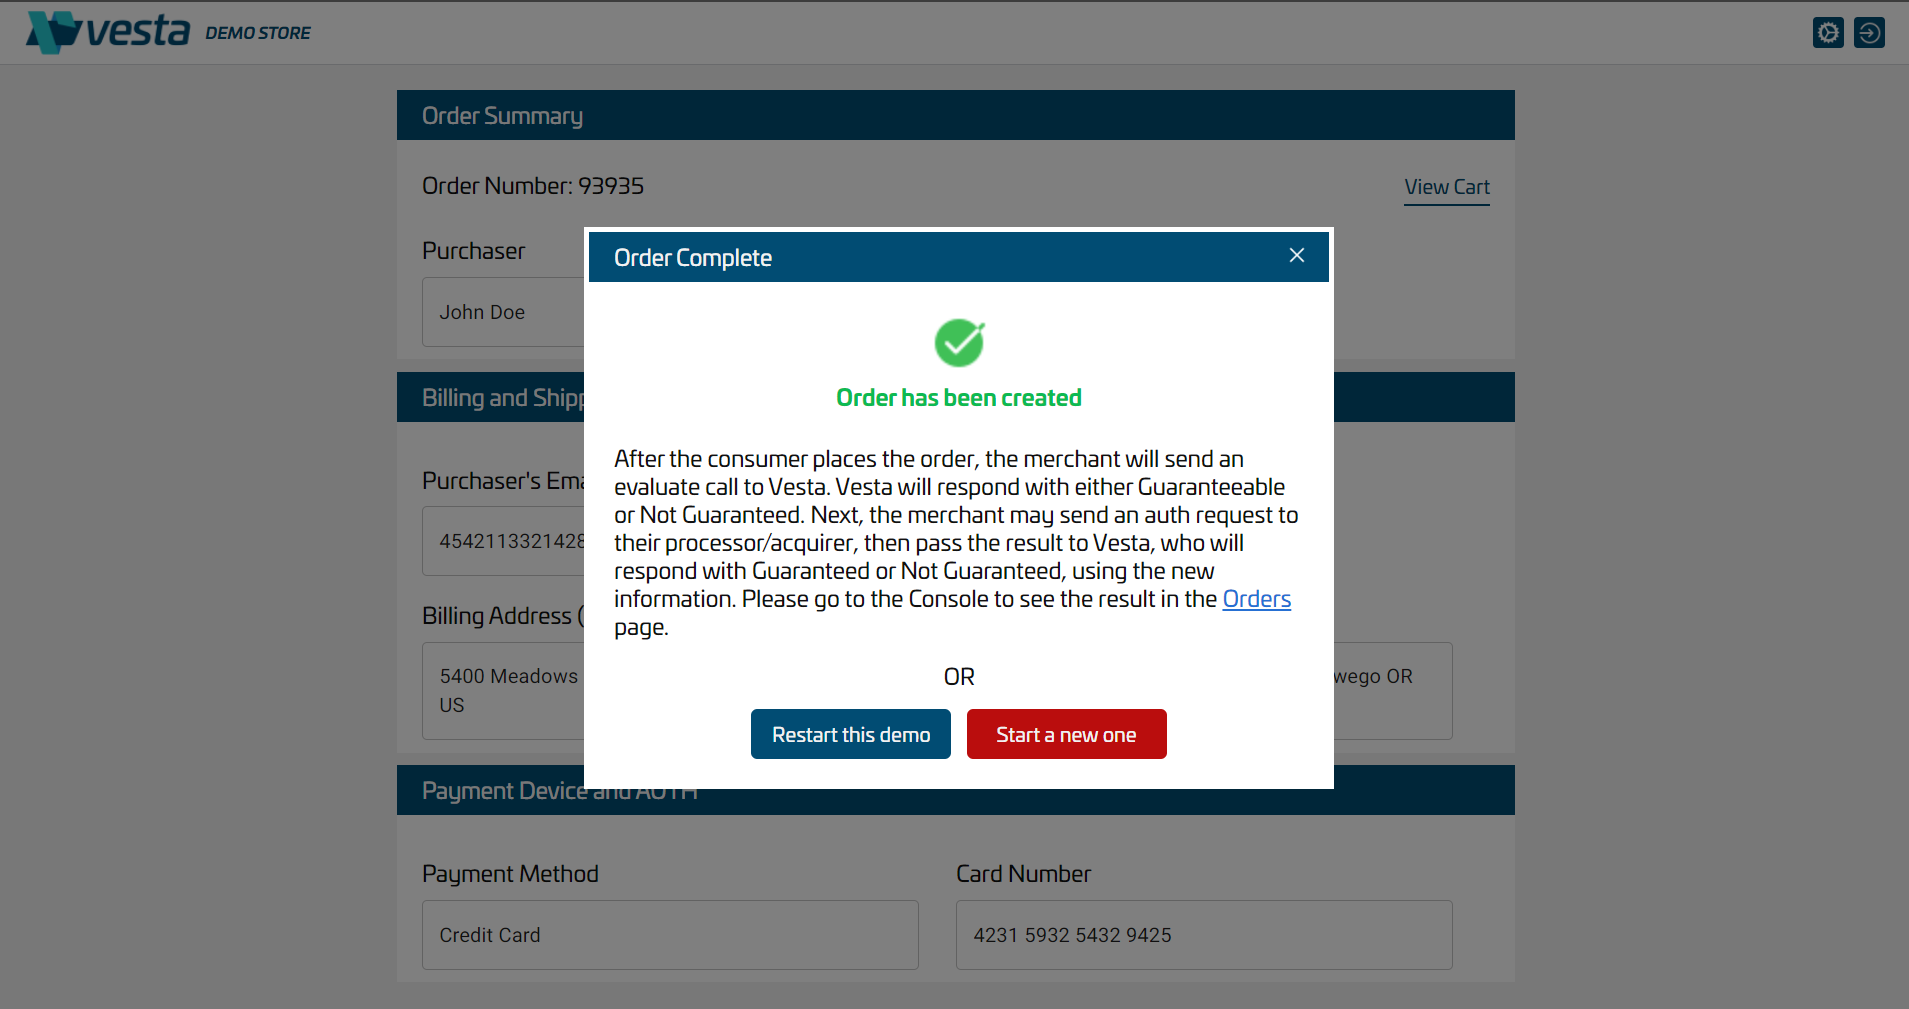 vesta DEMO STORE
Order Summary
Order Number: 93935
View Cart
Purchaser
John Doe
Order Complete
Order has been created
After the consumer places the order, the merchant will send an
evaluate call to Vesta. Vesta will respond with either Guaranteeable
or Not Guaranteed. Next, the merchant may send an auth request to
their processor/acquirer, then pass the result to Vesta, who will
respond with Guaranteed or Not Guaranteed, using the new
information. Please go to the Console to see the result in the Orders
page.
OR
Restart this demo
Start a new one
Billing and Shipp
Purchaser's Ema
4542113321428
Billing Address (
5400 Meadows
US
wego OR
Payment Device and AUTH
Payment Method
Card Number
Credit Card
4231 5932 5432 9425